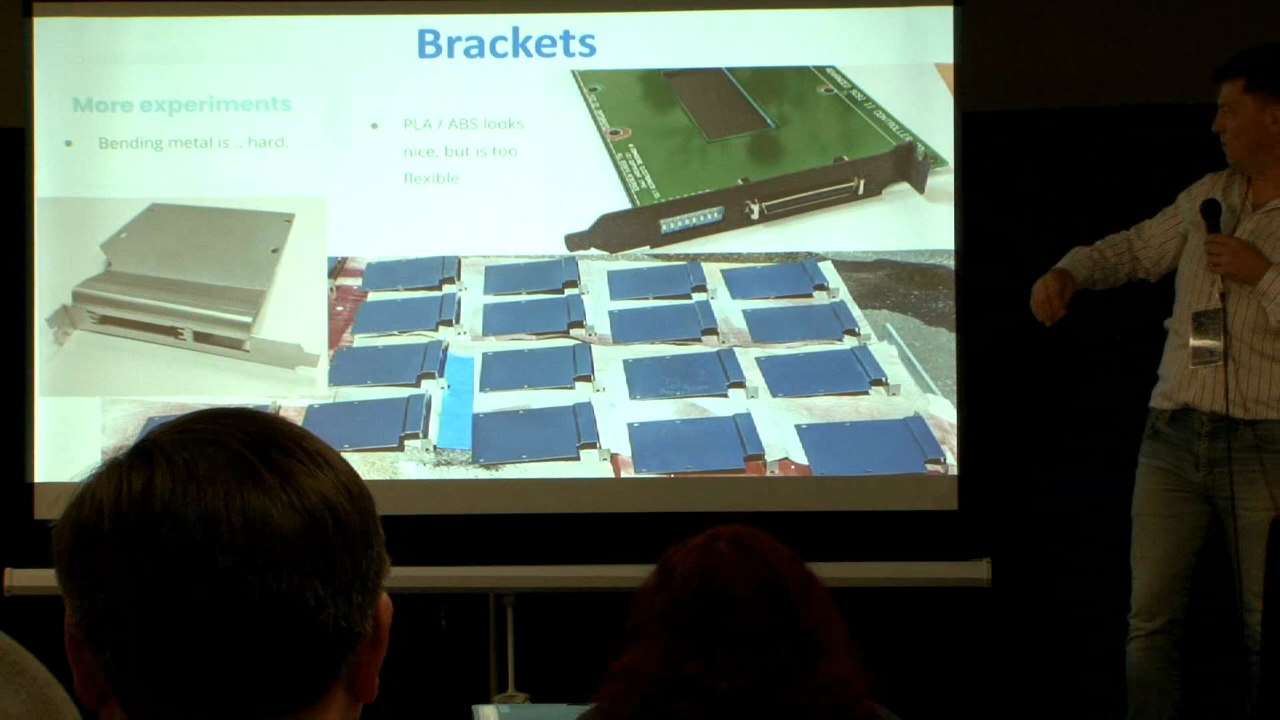 Brackets
More experiments
• Bending metal is .. hard.
• PLA / ABS looks
nice, but is too
flexible